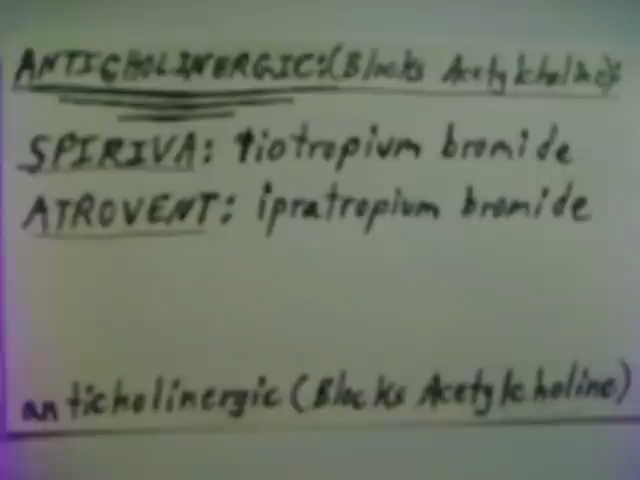 ANTICHOLINERGIC:(Blocks Acetylcholine)
SPIRIVA: tiotropium bromide
ATROVENT: ipratropium bromide
anticholinergic (Blocks Acetylcholine)